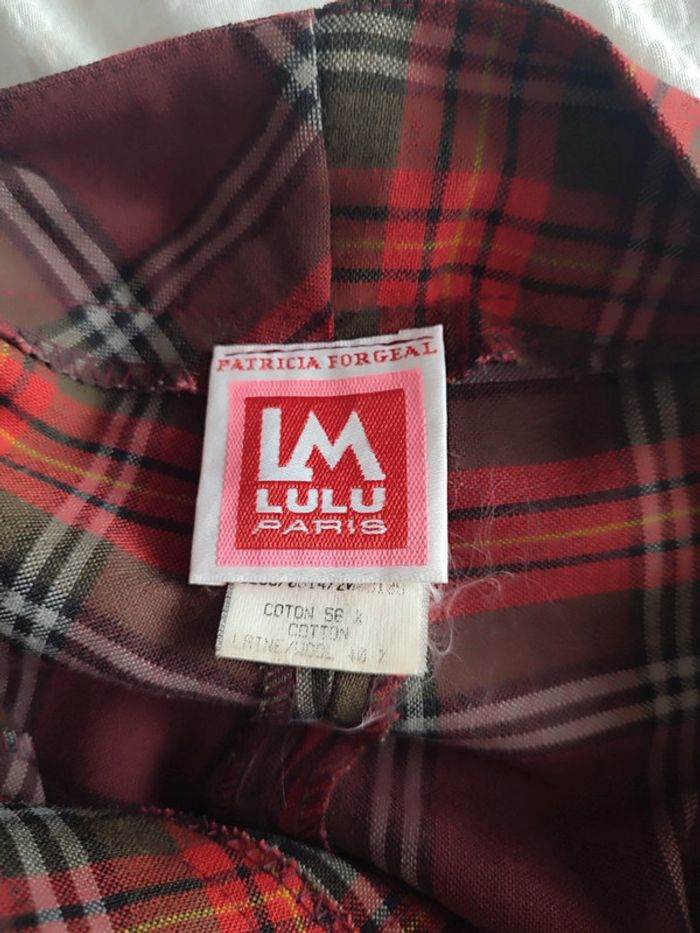 PATRICIA FORGEAL
LM
LULU
PARIS
COTON 56 %
COTTON
LAINE/WOOL 40 %